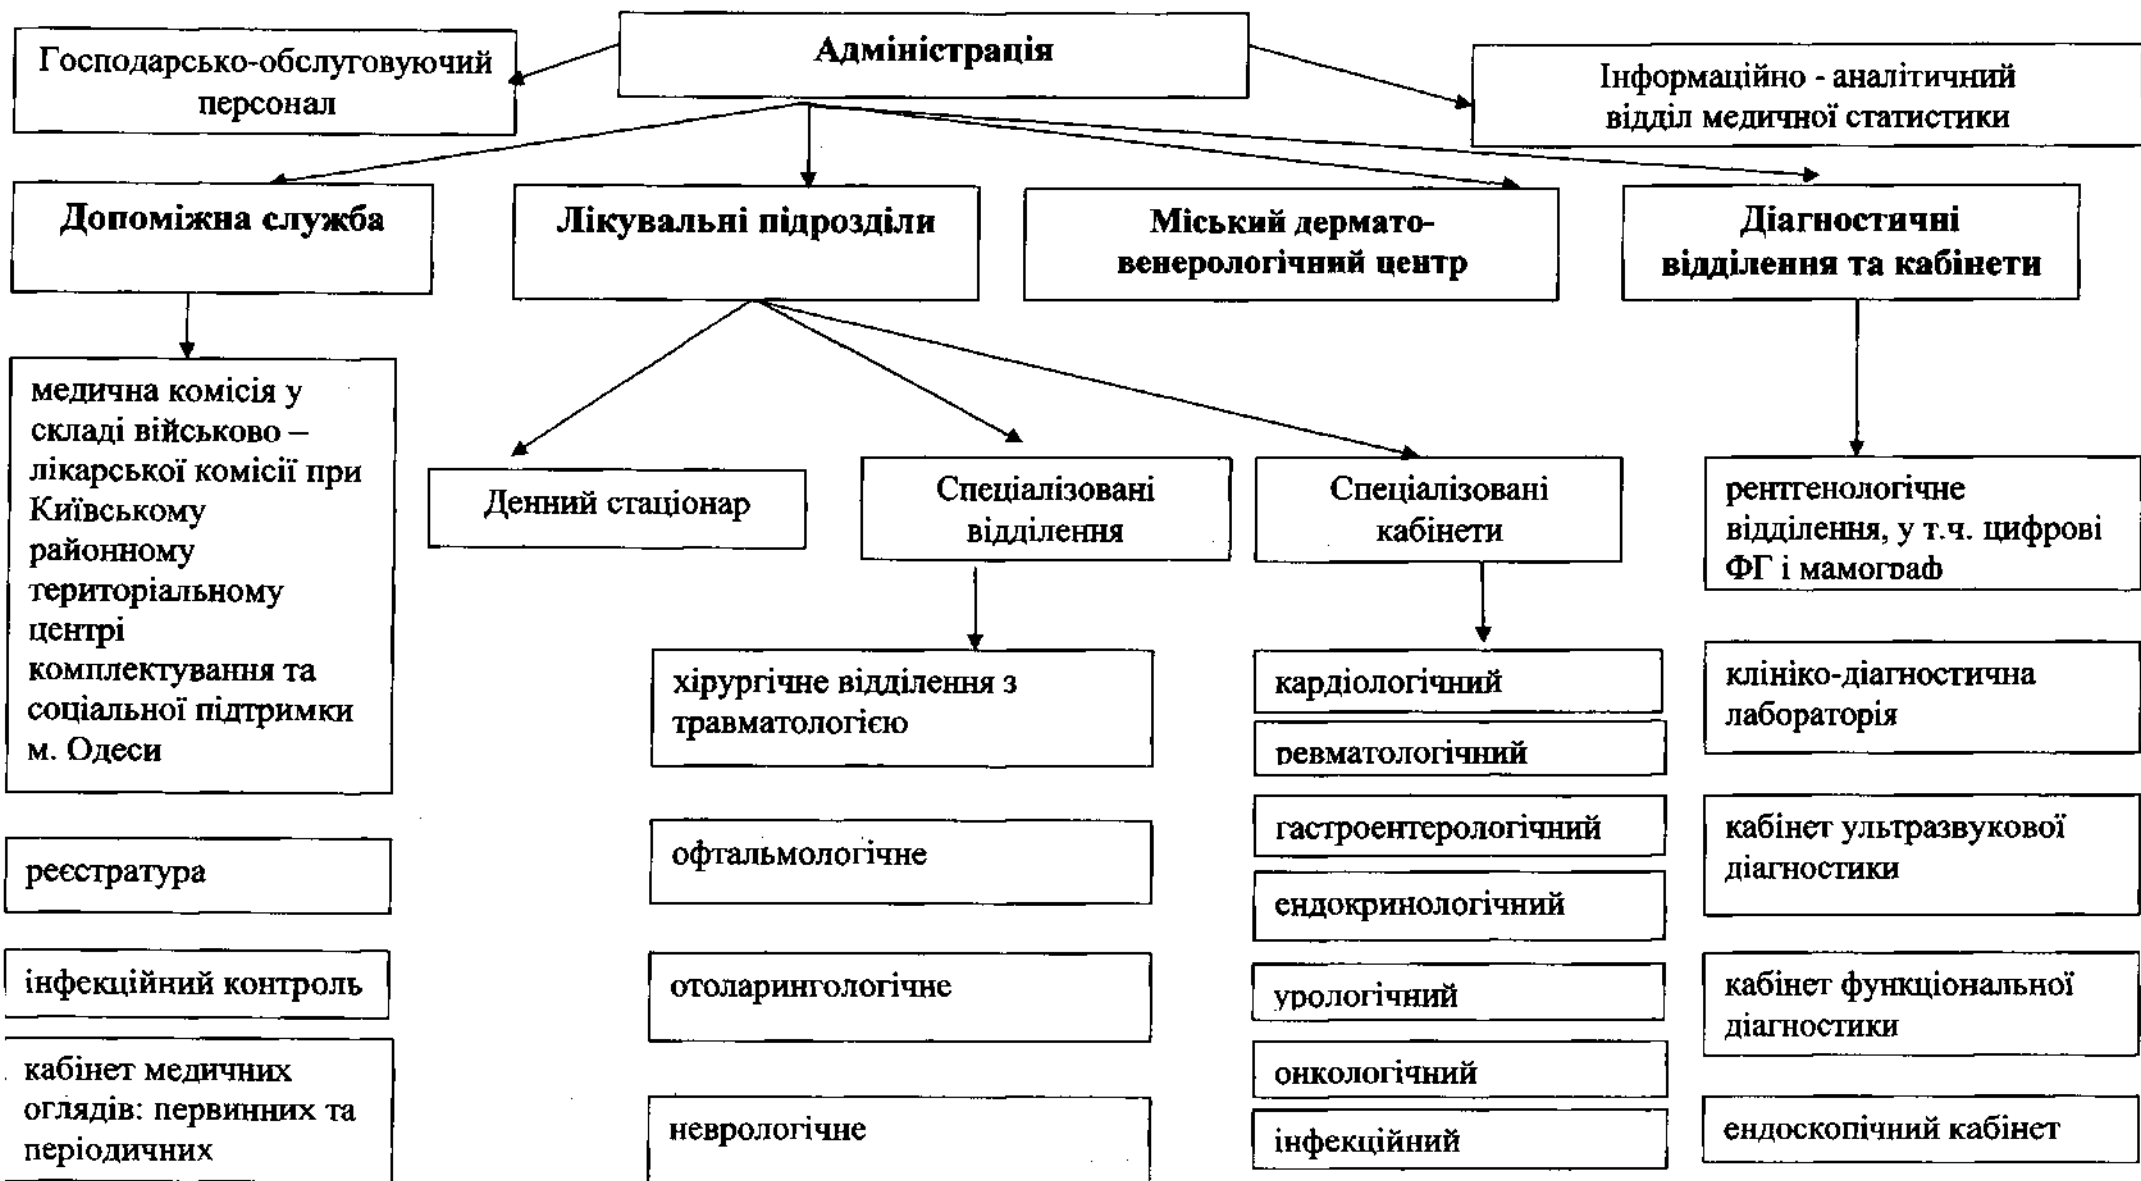 Господарсько-обслуговуючий
персонал
Адміністрація
Інформаційно - аналітичний
відділ медичної статистики
Допоміжна служба
Лікувальні підрозділи
Міський дермато-
венерологічний центр
Діагностичні
відділення та кабінети
медична комісія у
складі військово –
лікарської комісії при
Київському
районному
територіальному
центрі
комплектування та
соціальної підтримки
м. Одеси
реєстратура
інфекційний контроль
кабінет медичних
оглядів: первинних та
періодичних
Денний стаціонар
Спеціалізовані
відділення
хірургічне відділення з
травматологією
офтальмологічне
отоларингологічне
неврологічне
Спеціалізовані
кабінети
кардіологічний
ревматологічний
гастроентерологічний
ендокринологічний
урологічний
онкологічний
інфекційний
рентгенологічне
відділення, у т.ч. цифрові
ФГ і мамограф
клініко-діагностична
лабораторія
кабінет ультразвукової
діагностики
кабінет функціональної
діагностики
ендоскопічний кабінет